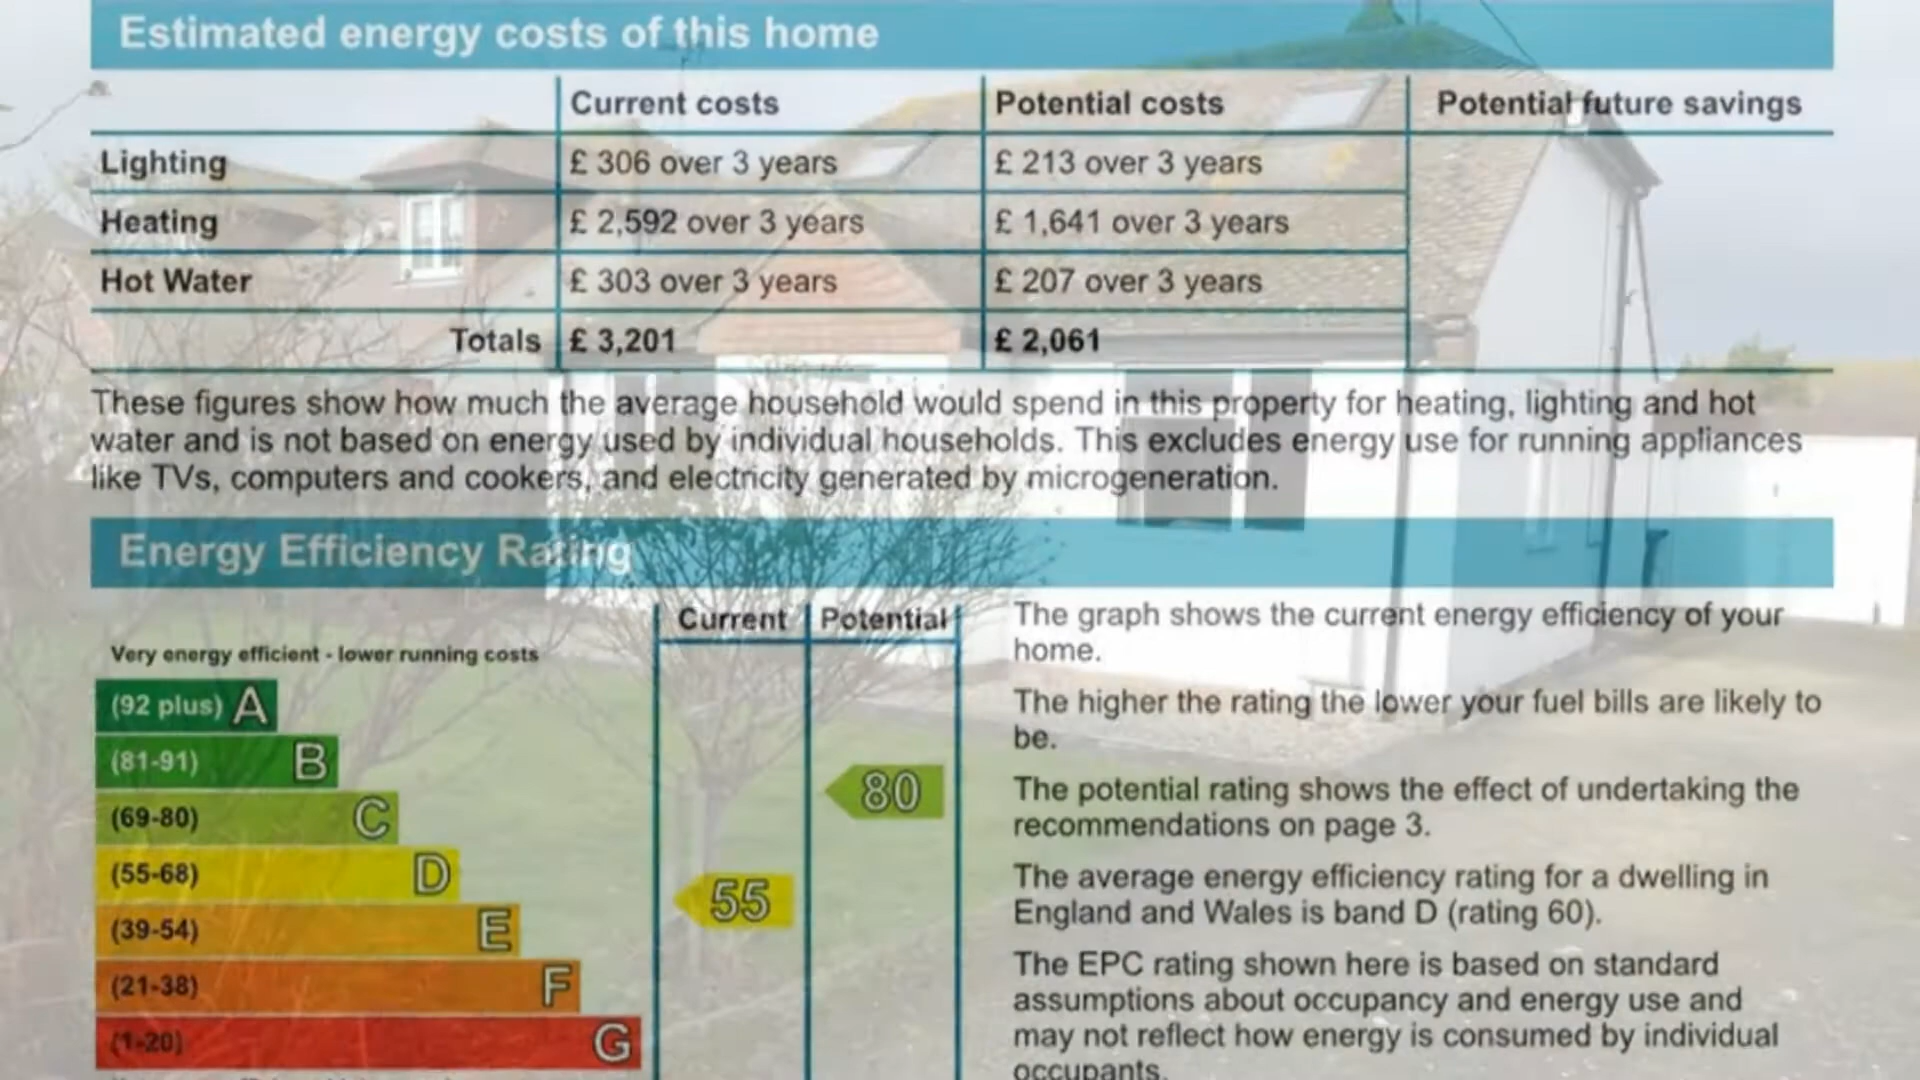 Estimated energy costs of this home
Current costs Potential costs Potential future savings
Lighting £ 306 over 3 years £ 213 over 3 years
Heating £ 2,592 over 3 years £ 1,641 over 3 years
Hot Water £ 303 over 3 years £ 207 over 3 years
Totals £ 3,201 £ 2,061
These figures show how much the average household would spend in this property for heating, lighting and hot
water and is not based on energy used by individual households. This excludes energy use for running appliances
like TVs, computers and cookers, and electricity generated by microgeneration.
Energy Efficiency Rating
Current Potential
Very energy efficient - lower running costs
(92 plus) A
(81-91) B
(69-80) C
(55-68) D
(39-54) E
(21-38) F
(1-20) G
55
80
The graph shows the current energy efficiency of your
home.
The higher the rating the lower your fuel bills are likely to
be.
The potential rating shows the effect of undertaking the
recommendations on page 3.
The average energy efficiency rating for a dwelling in
England and Wales is band D (rating 60).
The EPC rating shown here is based on standard
assumptions about occupancy and energy use and
may not reflect how energy is consumed by individual
occupants.